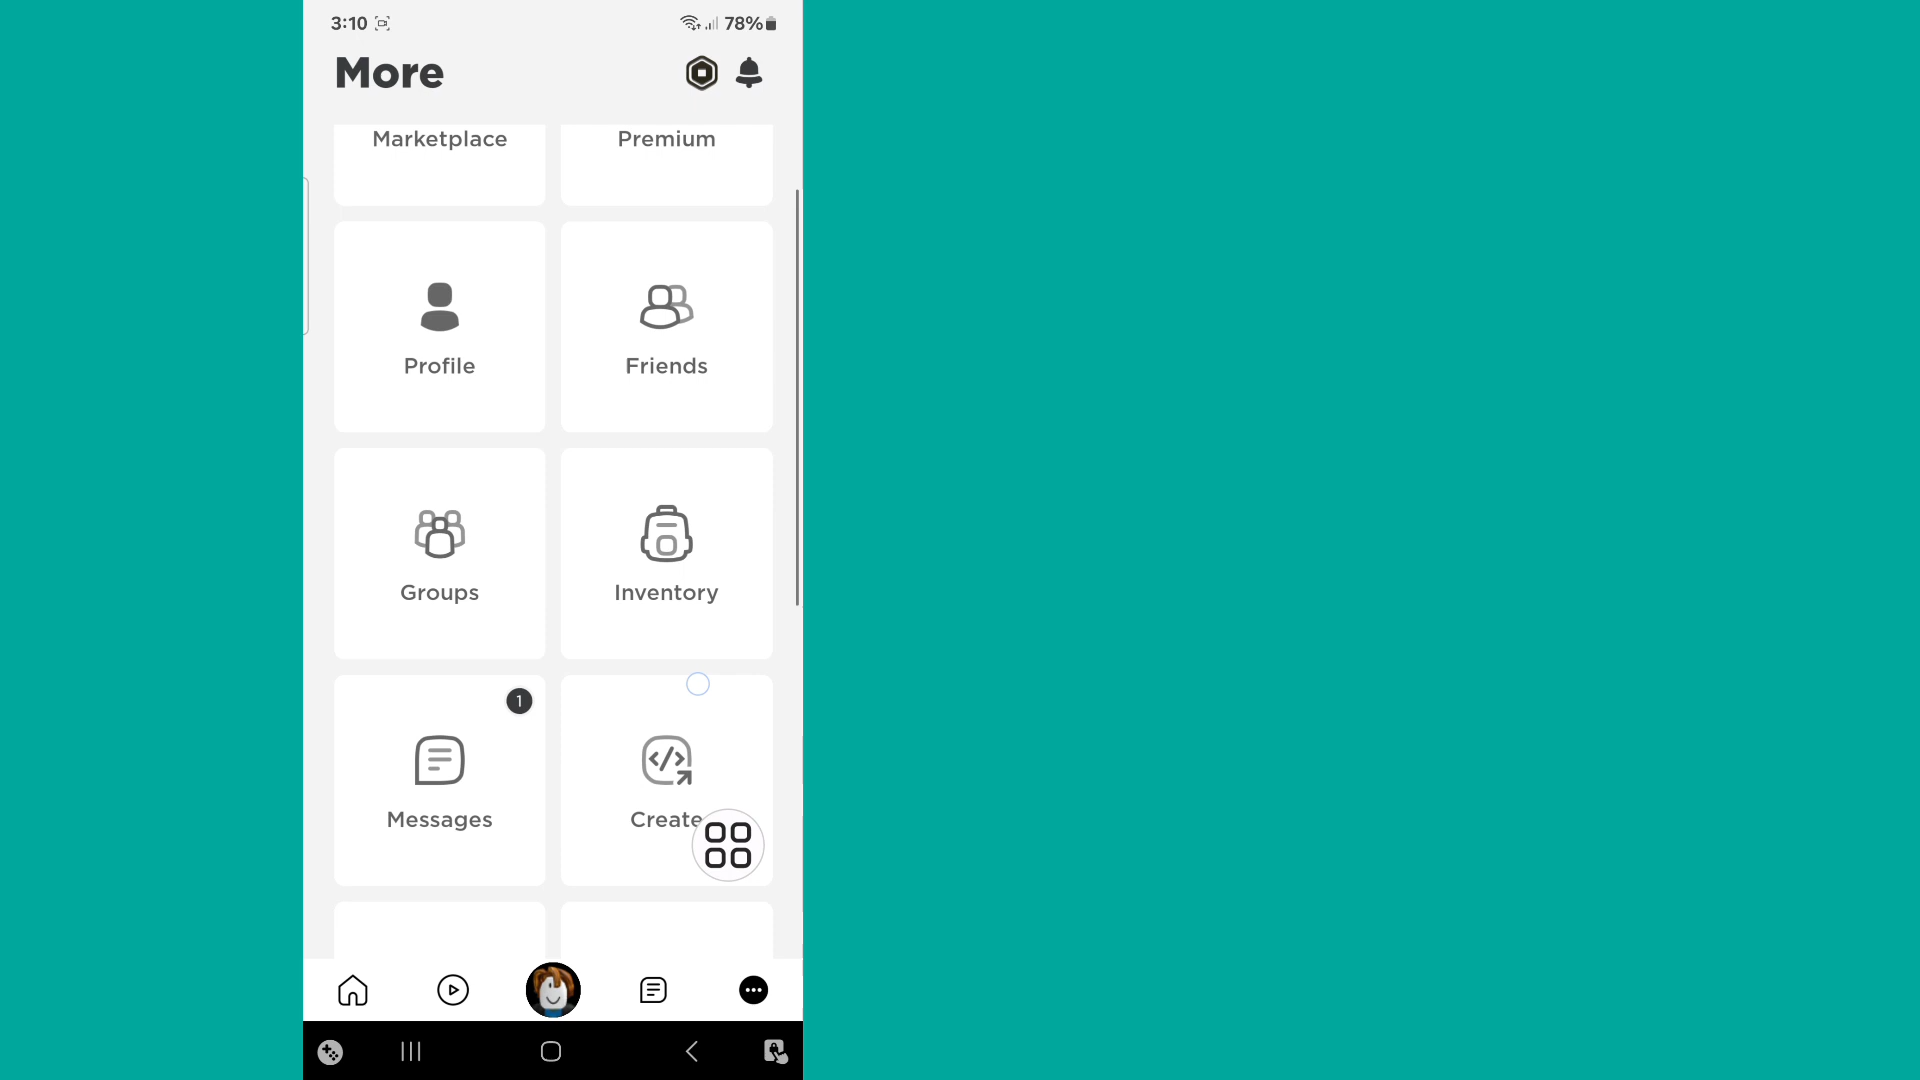 3:10
78%
More
Marketplace
Premium
Profile
Friends
Groups
Inventory
1
Messages
Create